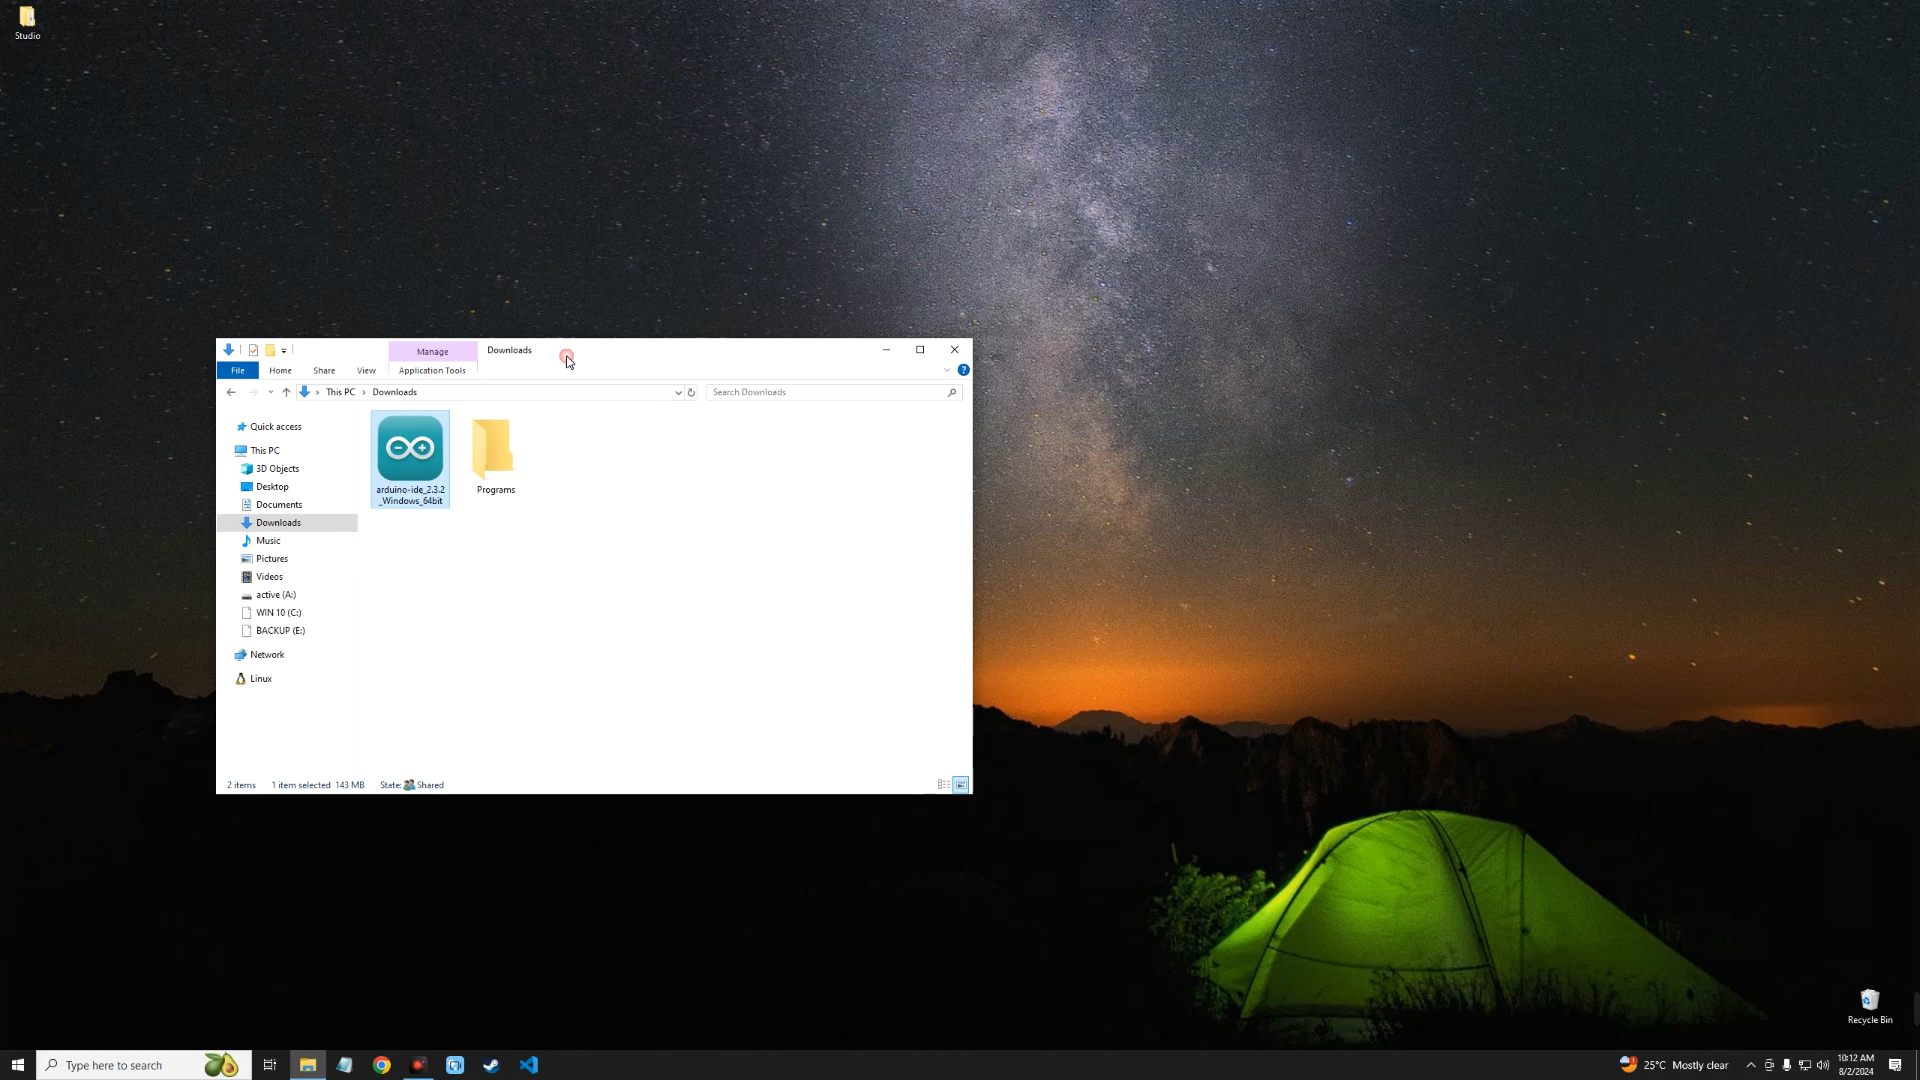 Studio
Manage
Downloads
File
Home
Share
View
Application Tools
This PC
Downloads
Search Downloads
Quick access
This PC
3D Objects
Desktop
Documents
Downloads
Music
Pictures
Videos
active (A:)
WIN 10 (C:)
BACKUP (E:)
Network
Linux
arduino-ide_2.3.2
_Windows_64bit
Programs
2 items
1 item selected 143 MB
State: Shared
Recycle Bin
Type here to search
25°C Mostly clear
10:12 AM
8/2/2024